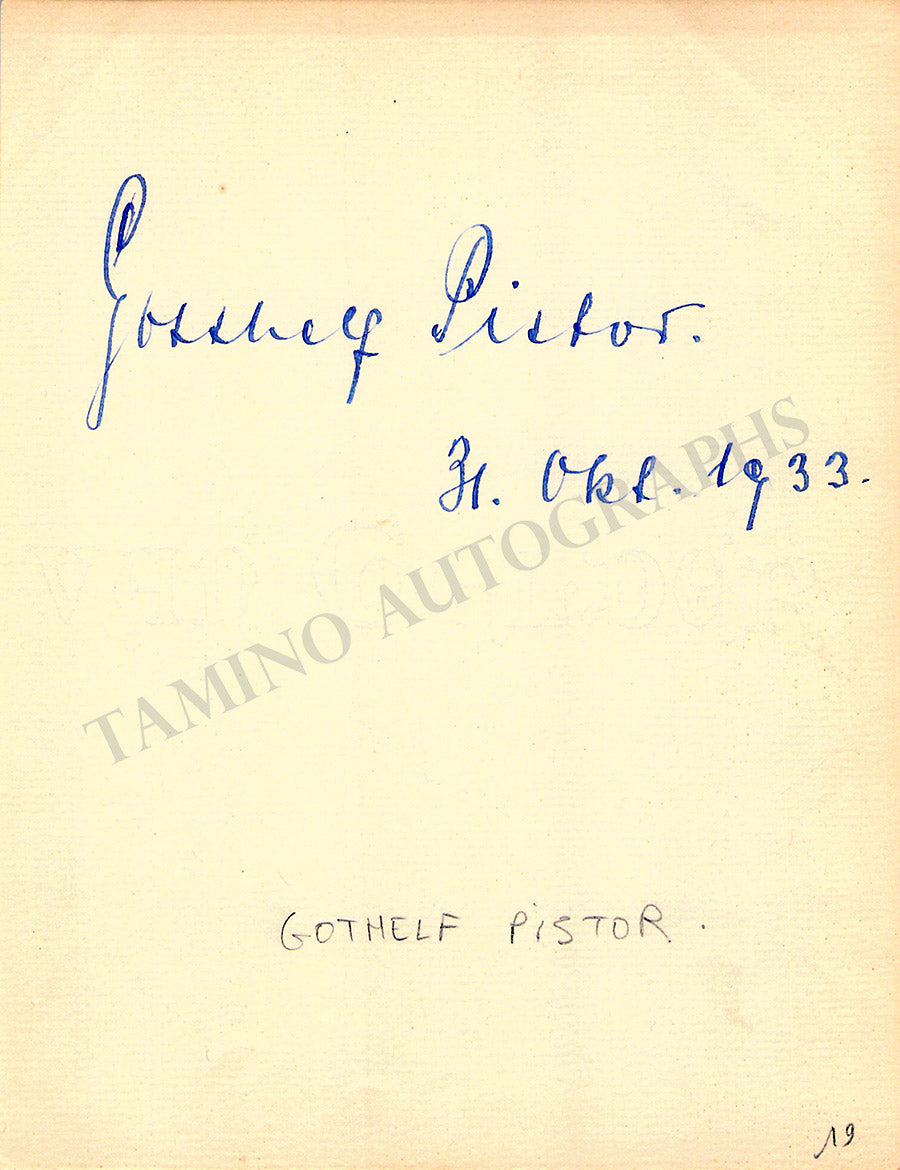 Gotthelf Pistor.
31. Okt. 1933.
TAMINO AUTOGRAPHS
GOTHELF PISTOR.
19